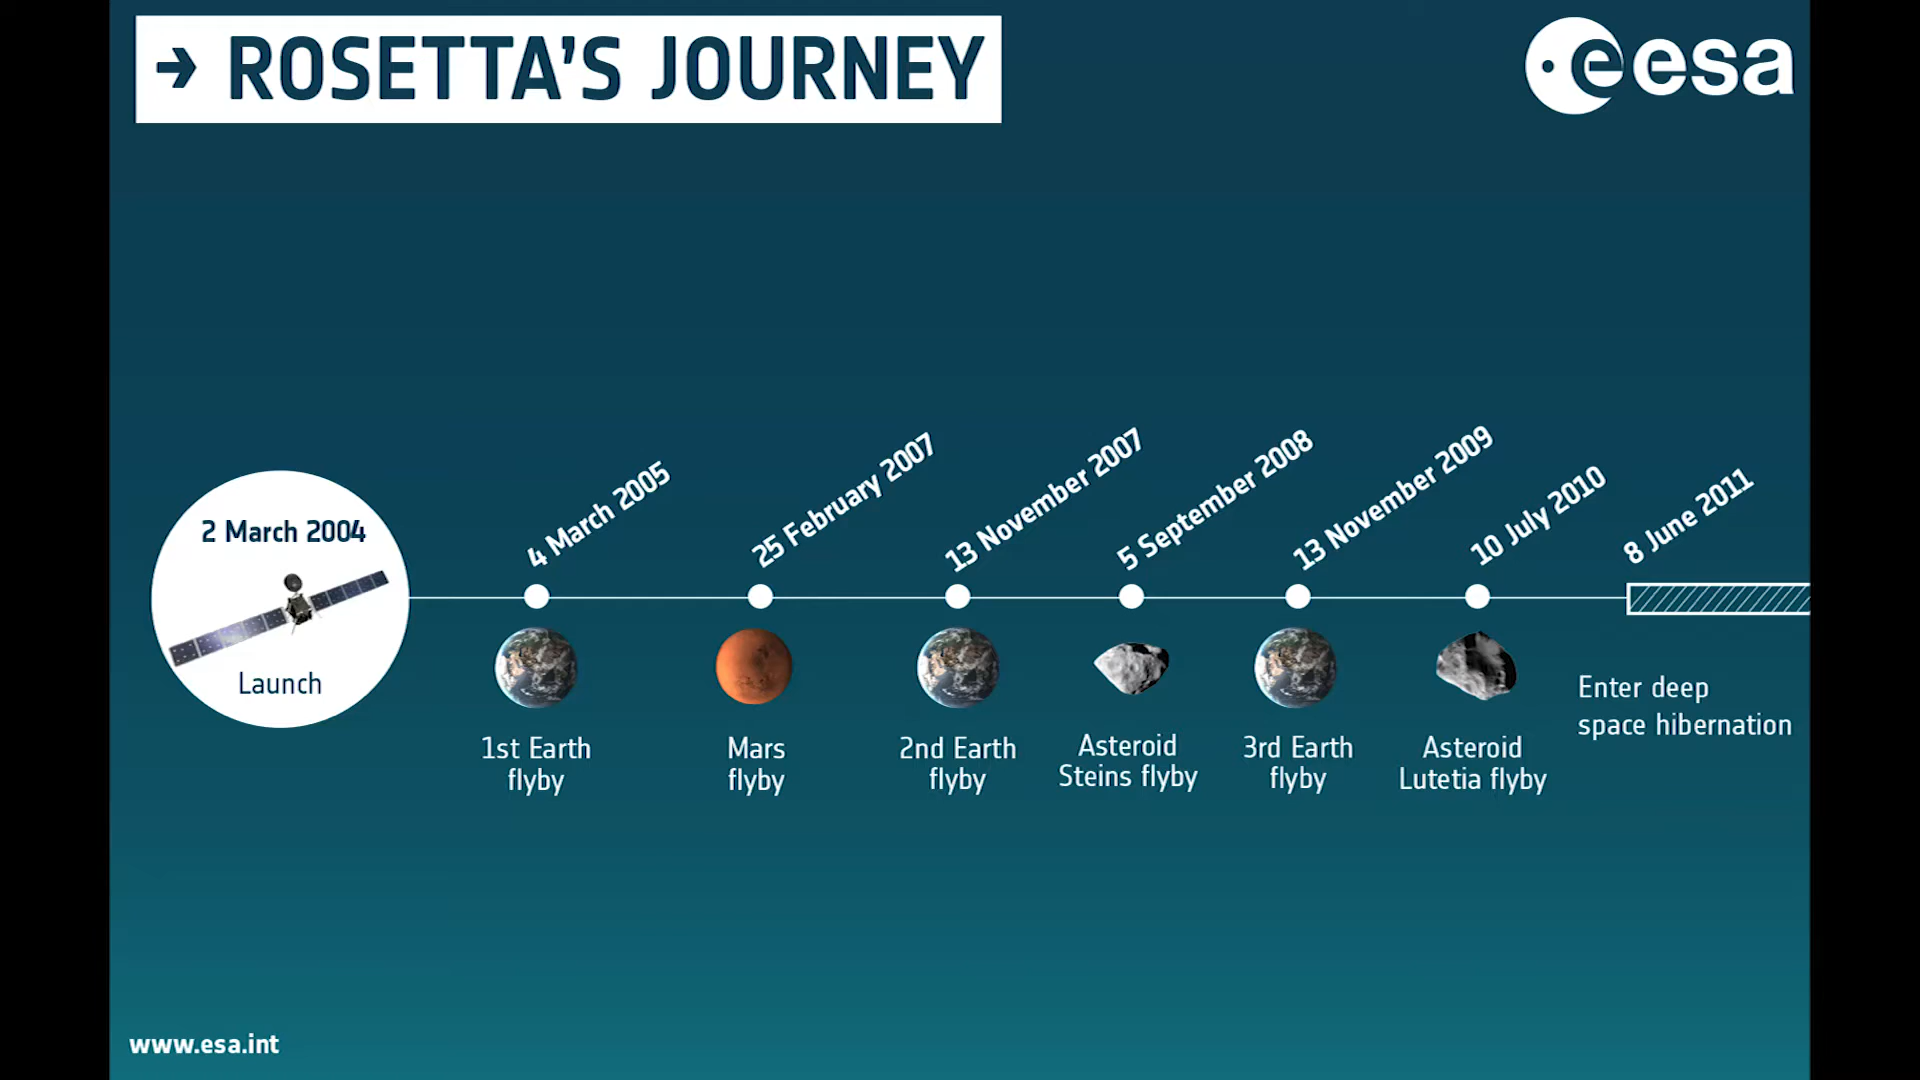 → ROSETTA'S JOURNEY
esa
2 March 2004
Launch
4 March 2005
1st Earth
flyby
25 February 2007
Mars
flyby
13 November 2007
2nd Earth
flyby
5 September 2008
Asteroid
Steins flyby
13 November 2009
3rd Earth
flyby
10 July 2010
Asteroid
Lutetia flyby
8 June 2011
Enter deep
space hibernation
www.esa.int